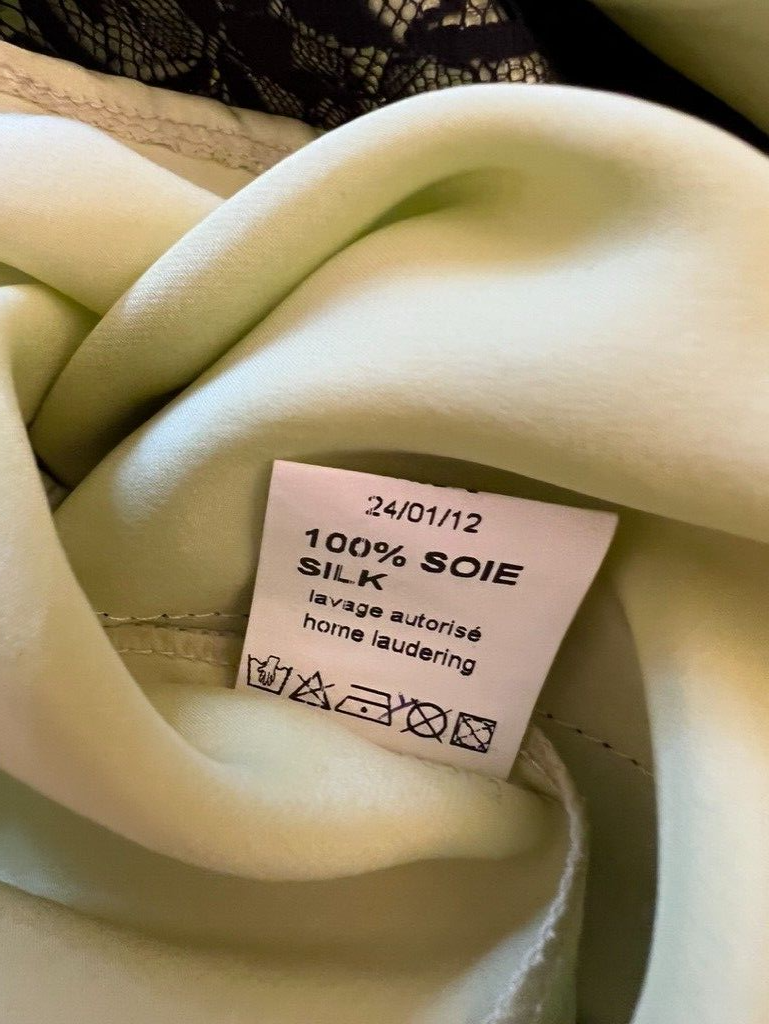 24/01/12
100% SOIE
SILK
lavage autorisé
home laudering